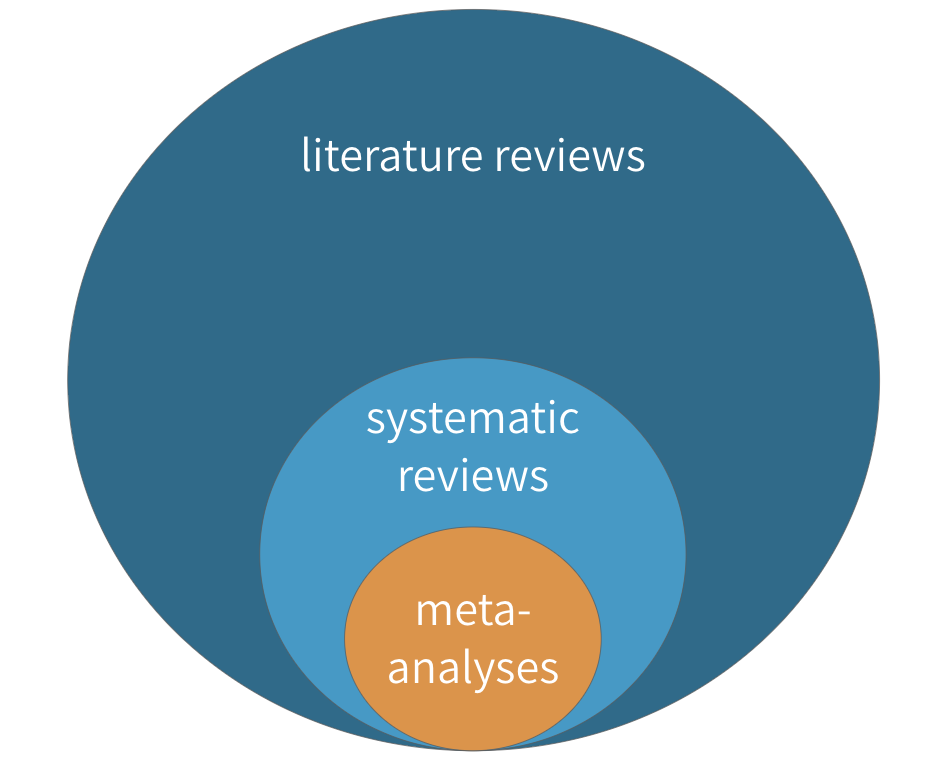 literature reviews
systematic
reviews
meta-
analyses